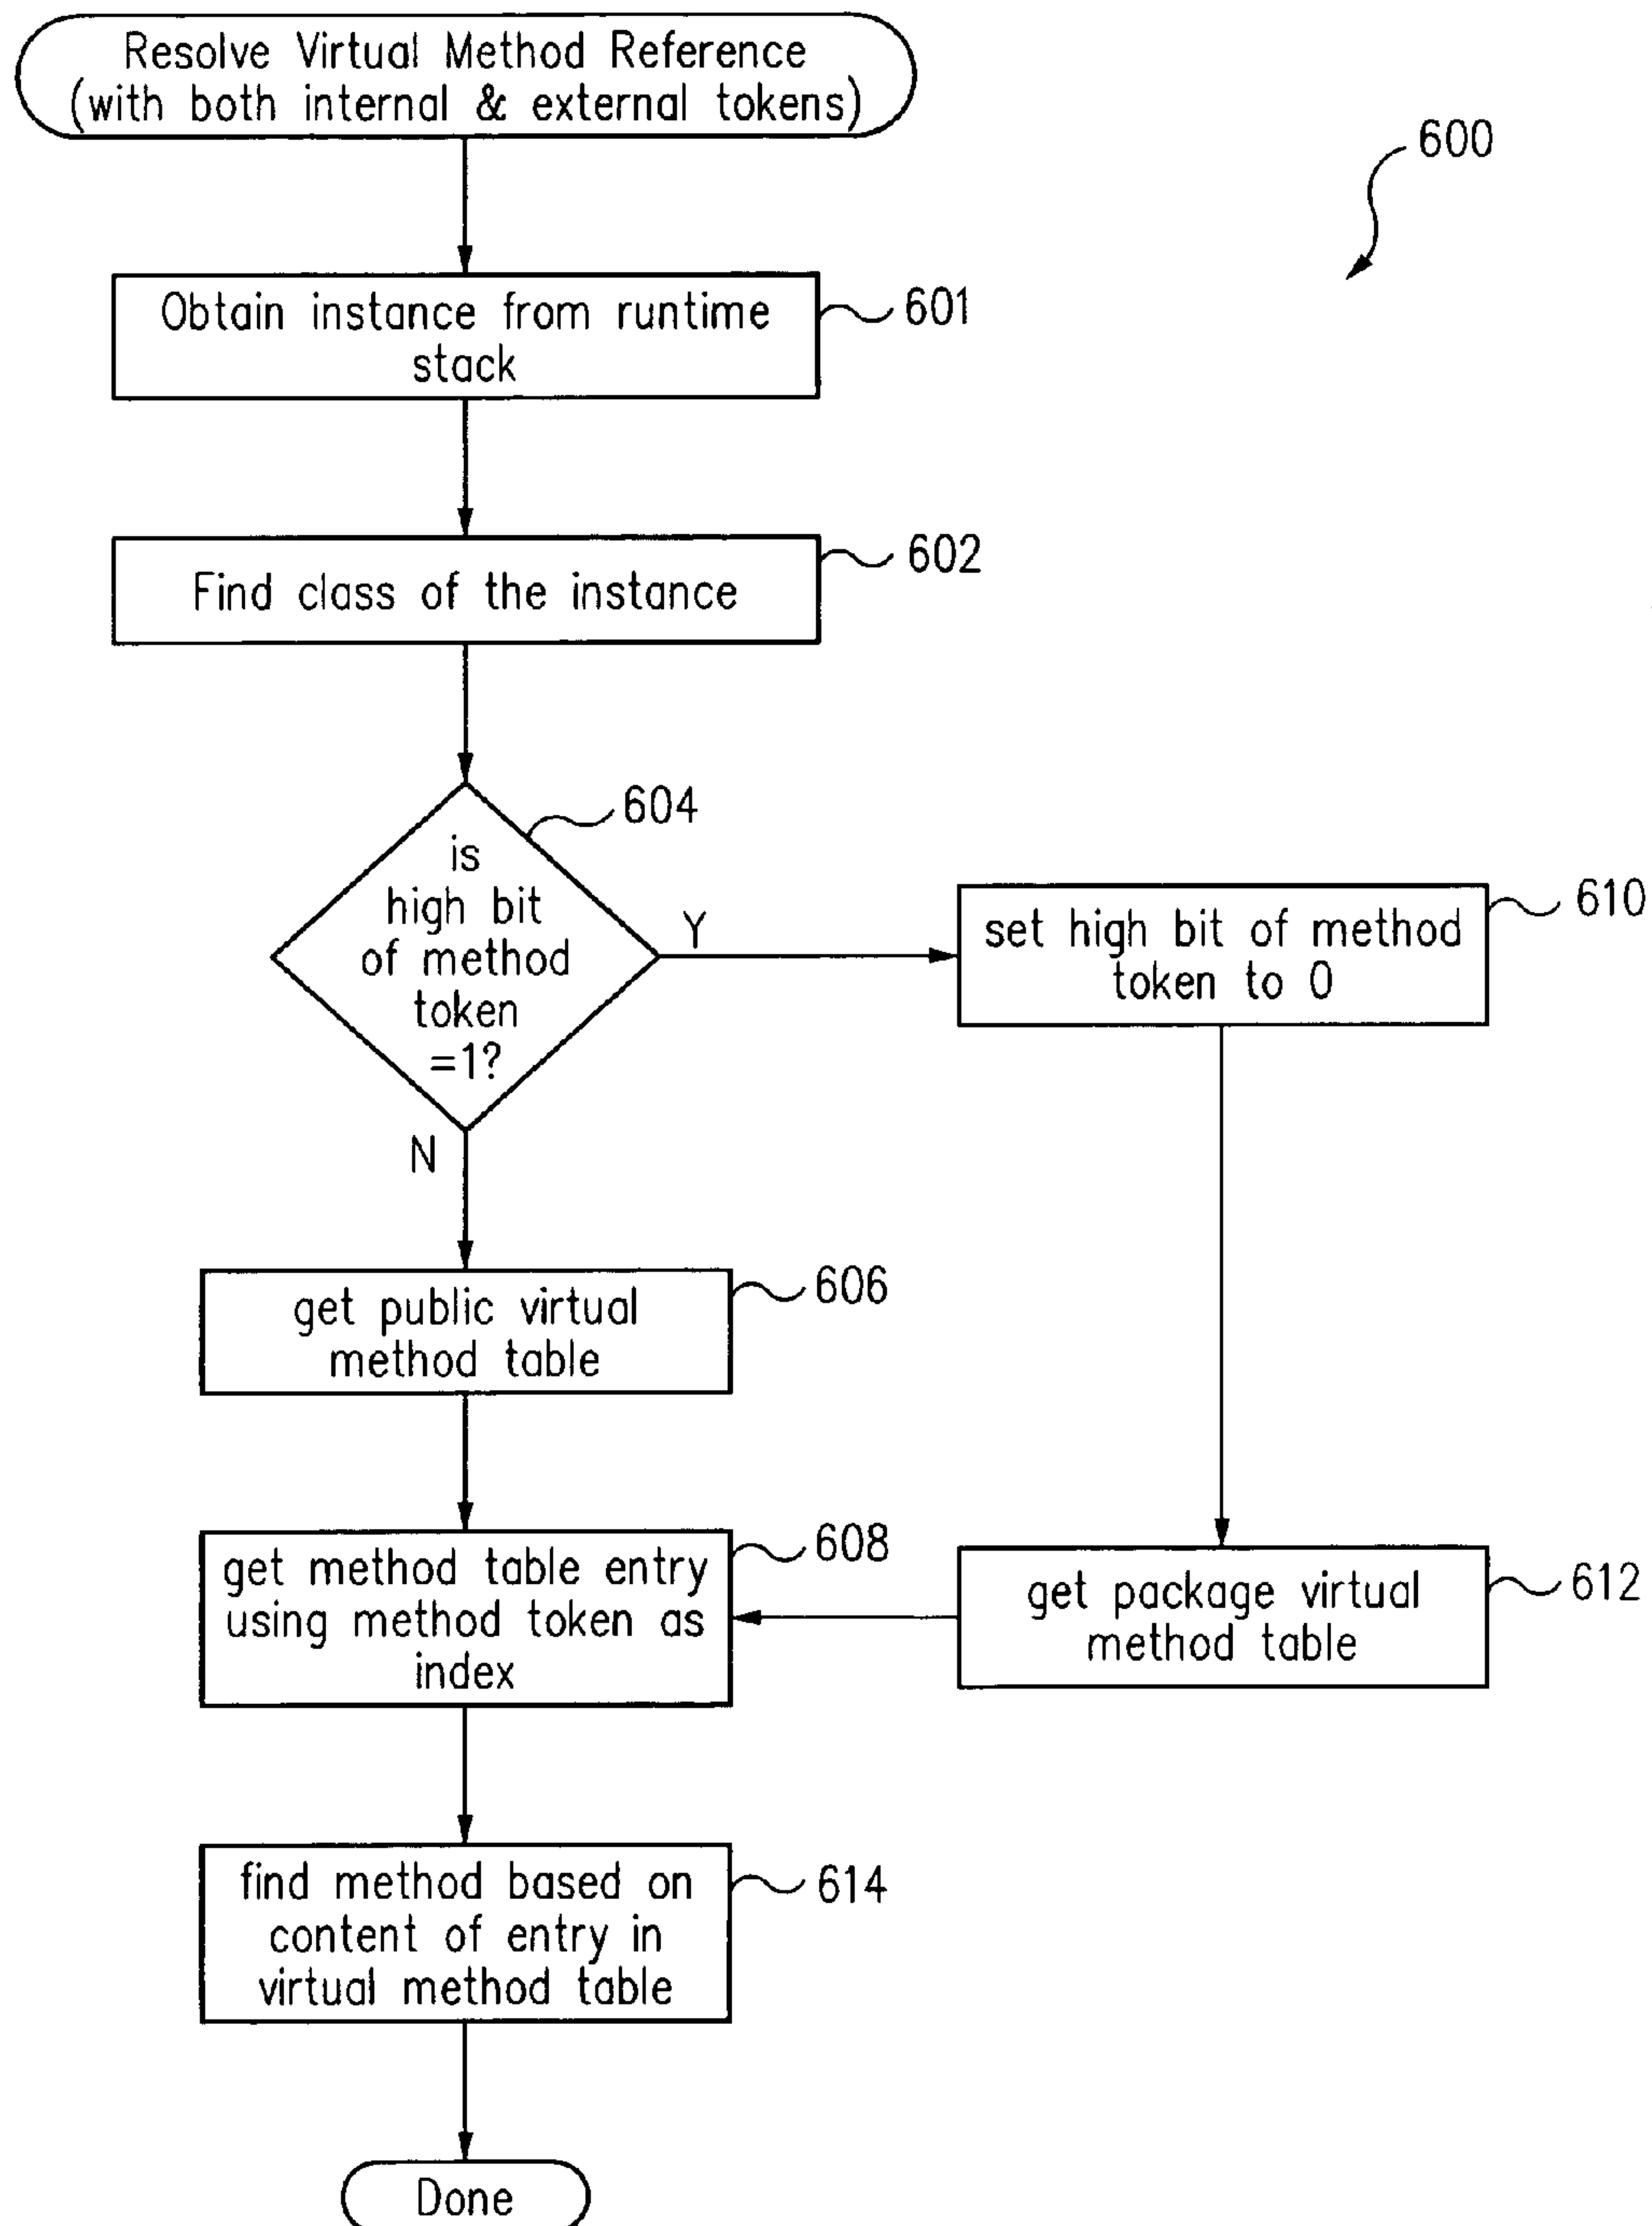 Resolve Virtual Method Reference
(with both internal & external tokens)
600
Obtain instance from runtime
stack
601
Find class of the instance
602
is
high bit
of method
token
=1?
604
Y
N
set high bit of method
token to 0
610
get public virtual
method table
606
get method table entry
using method token as
index
608
get package virtual
method table
612
find method based on
content of entry in
virtual method table
614
Done